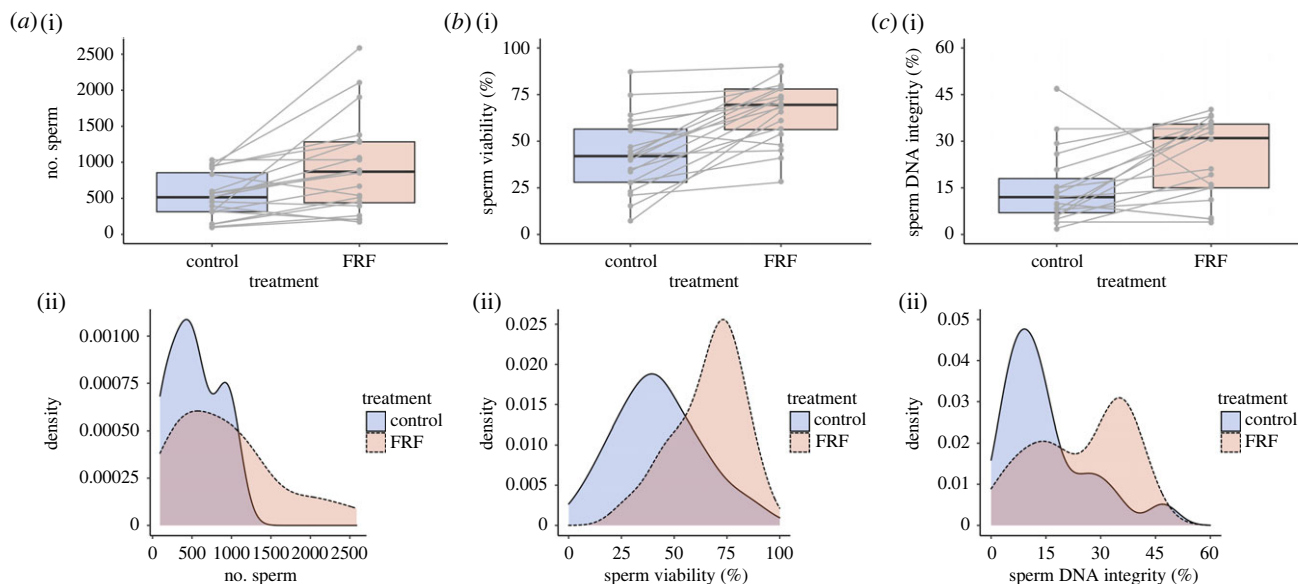 (a) (i)
no. sperm
2500
2000
1500
1000
500
0
control
FRF
treatment
(b) (i)
sperm viability (%)
100
75
50
25
0
control
FRF
treatment
(c) (i)
sperm DNA integrity (%)
60
45
30
15
0
control
FRF
treatment
(ii)
density
0.00100
0.00075
0.00050
0.00025
0
0 500 1000 1500 2000 2500
no. sperm
treatment
control
FRF
(ii)
density
0.025
0.020
0.015
0.010
0.005
0
0 25 50 75 100
sperm viability (%)
treatment
control
FRF
(ii)
density
0.05
0.04
0.03
0.02
0.01
0
0 15 30 45 60
sperm DNA integrity (%)
treatment
control
FRF